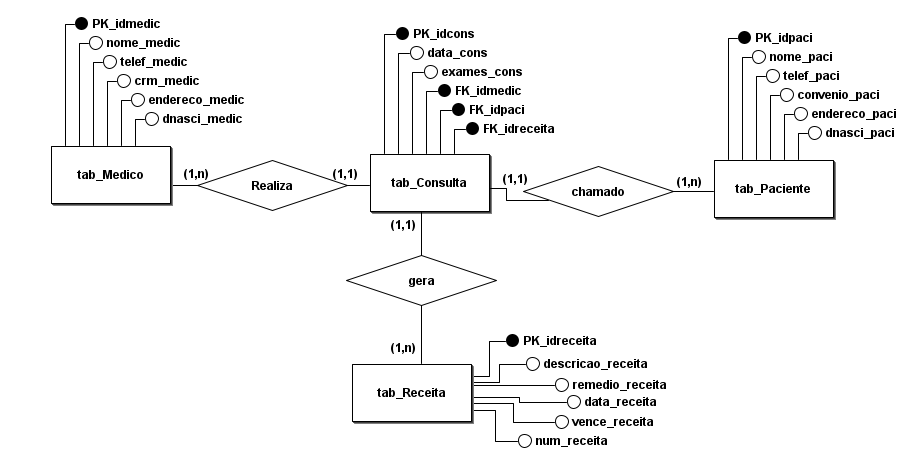 PK_idmedic
nome_medic
telef_medic
crm_medic
endereco_medic
dnasci_medic
tab_Medico
(1,n)
Realiza
(1,1)
PK_idcons
data_cons
exames_cons
FK_idmedic
FK_idpaci
FK_idreceita
tab_Consulta
(1,1)
chamado
(1,n)
PK_idpaci
nome_paci
telef_paci
convenio_paci
endereco_paci
dnasci_paci
tab_Paciente
(1,1)
gera
(1,n)
tab_Receita
PK_idreceita
descricao_receita
remedio_receita
data_receita
vence_receita
num_receita